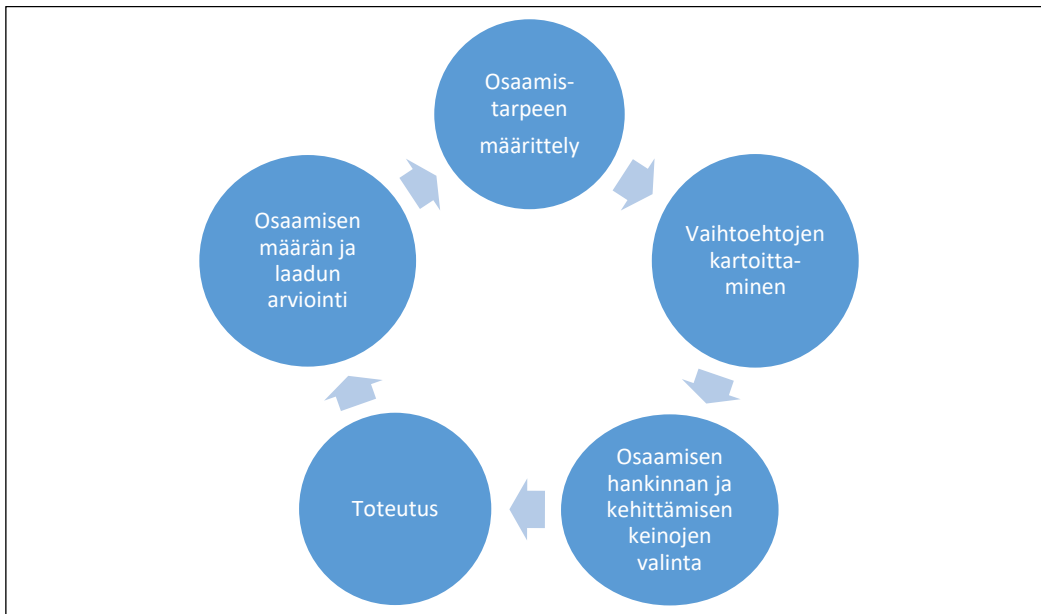 Osaamis-
tarpeen
määrittely
Vaihtoehtojen
kartoitta-
minen
Osaamisen
hankinnan ja
kehittämisen
keinojen
valinta
Toteutus
Osaamisen
määrän ja
laadun
arviointi